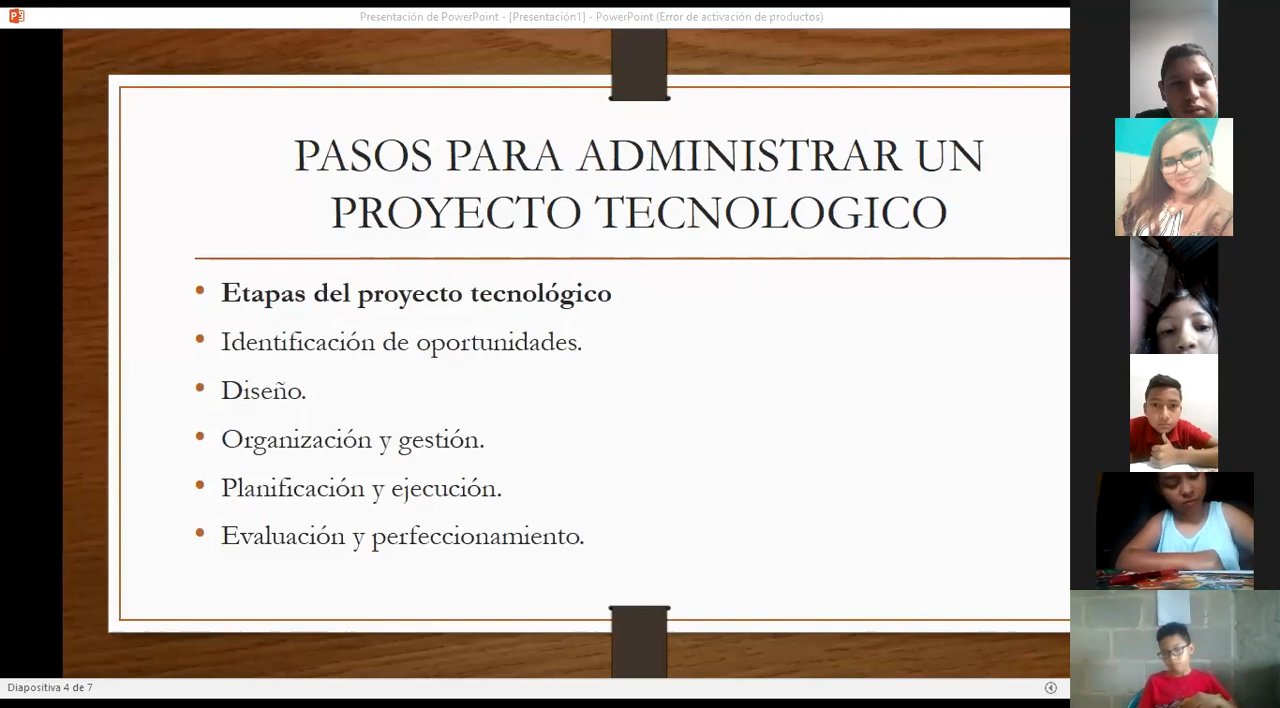 Presentación de PowerPoint - [Presentación1] - PowerPoint (Error de activación de productos)
PASOS PARA ADMINISTRAR UN
PROYECTO TECNOLOGICO
• Etapas del proyecto tecnológico
• Identificación de oportunidades.
• Diseño.
• Organización y gestión.
• Planificación y ejecución.
• Evaluación y perfeccionamiento.
Diapositiva 4 de 7